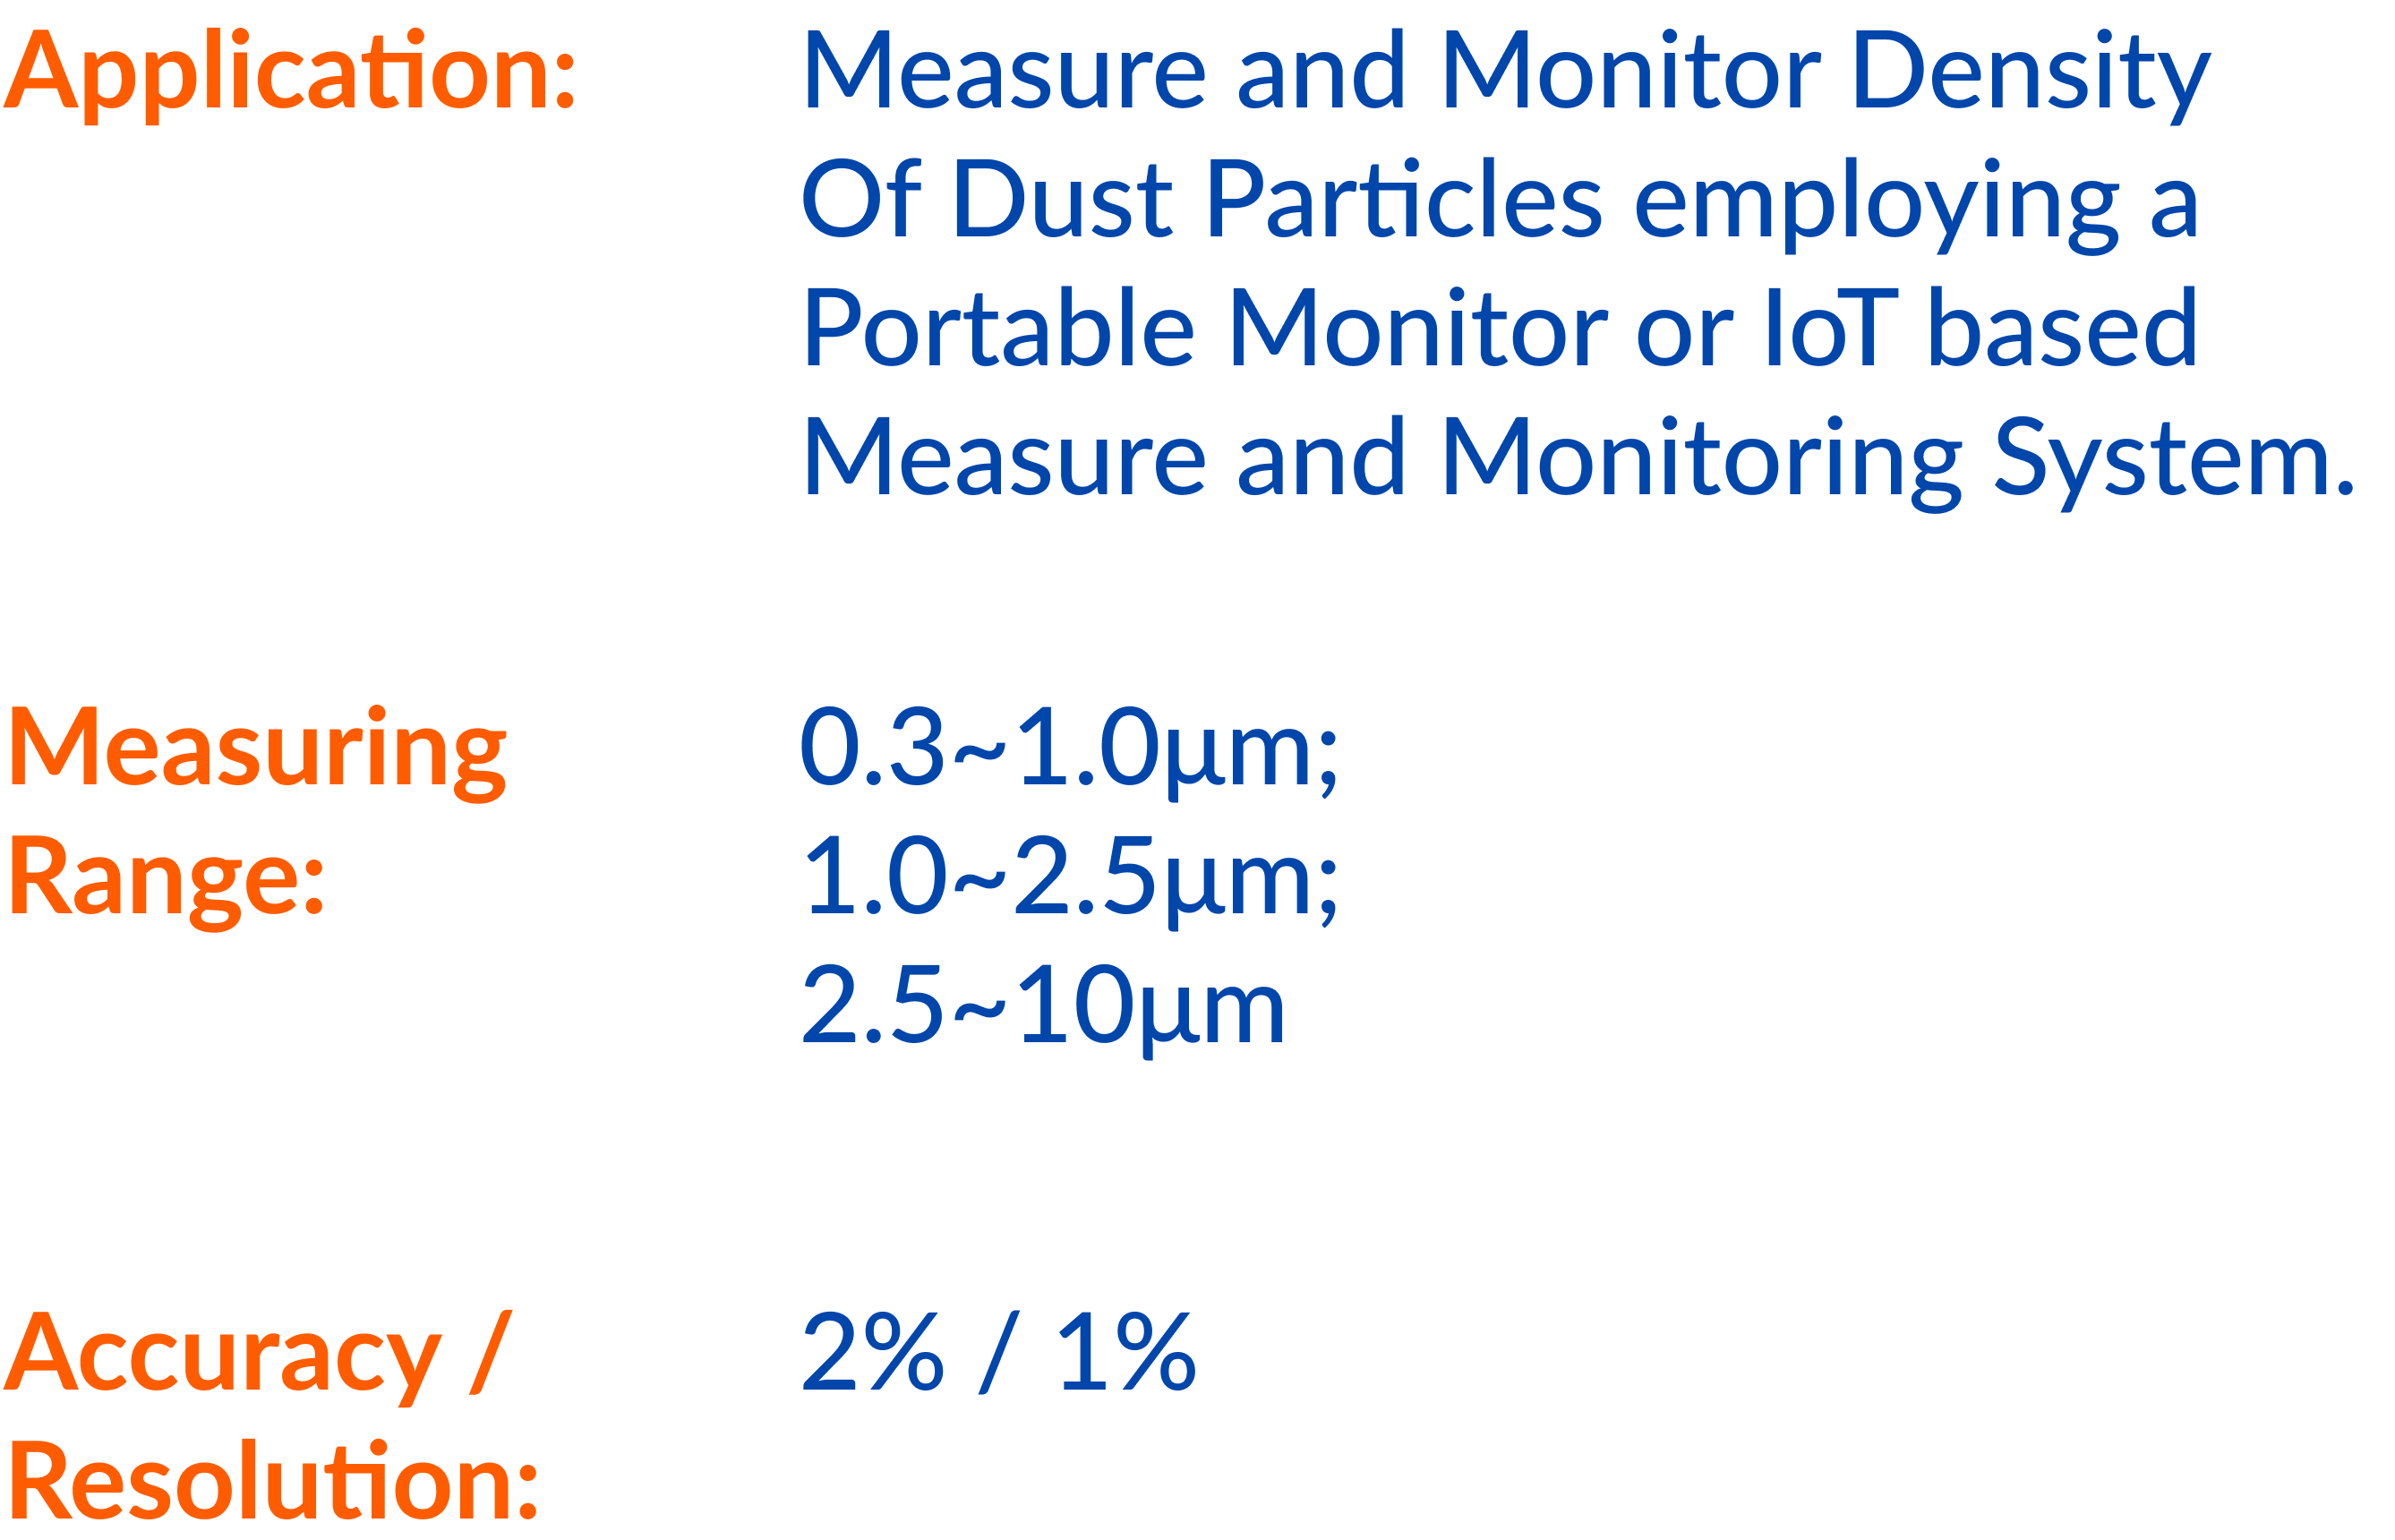 Application: Measure and Monitor Density
Of Dust Particles employing a
Portable Monitor or IoT based
Measure and Monitoring System.
Measuring 0.3~1.0µm;
Range: 1.0~2.5µm;
2.5~10µm
Accuracy / 2% / 1%
Resolution: